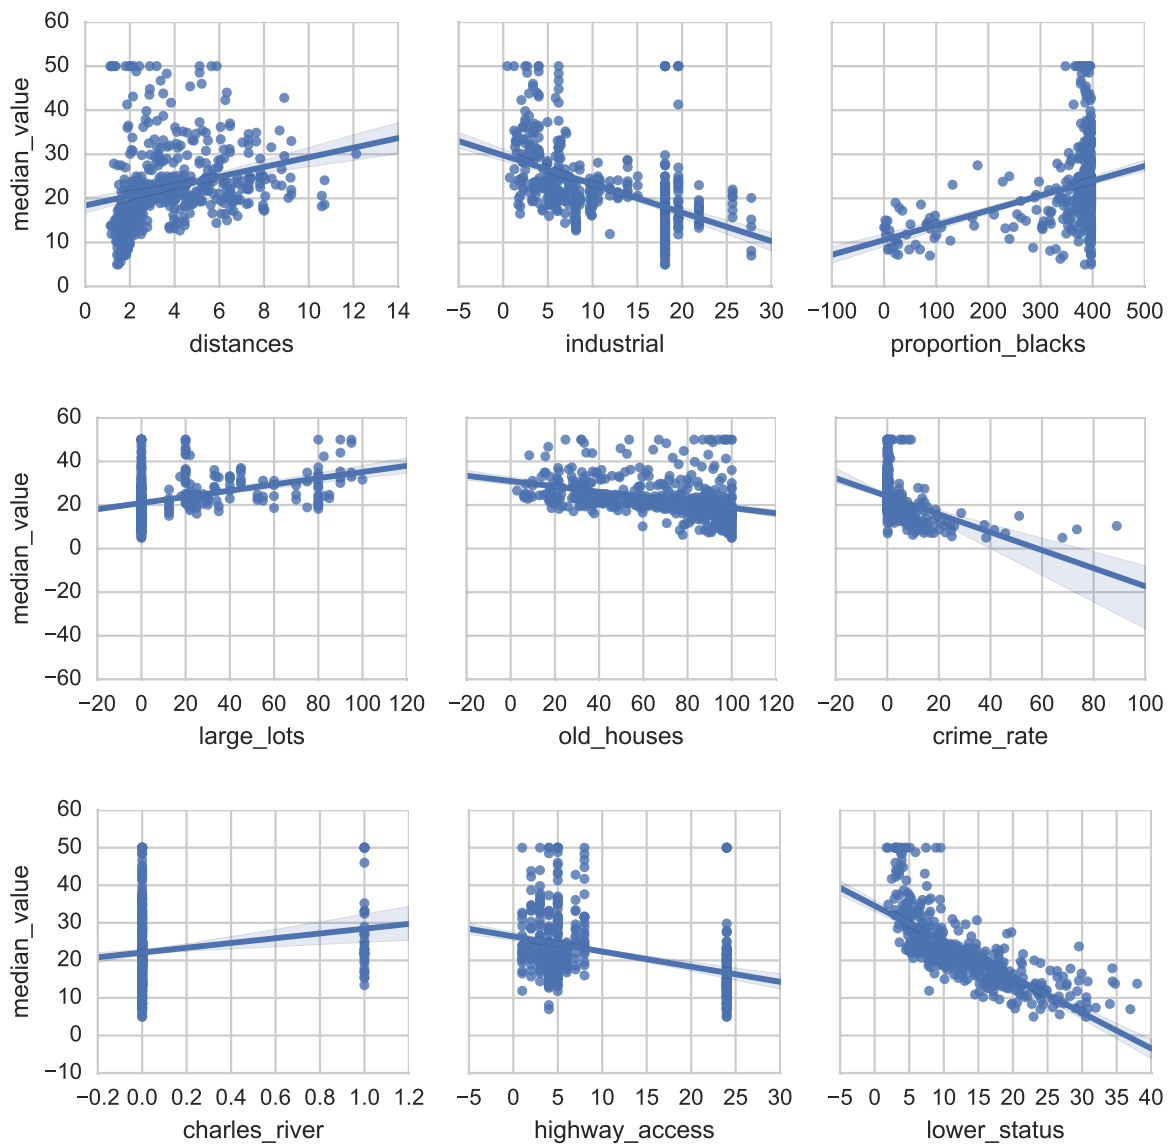 60
50
40
30
20
10
0
median_value
0 2 4 6 8 10 12 14
distances
−5 0 5 10 15 20 25 30
industrial
−100 0 100 200 300 400 500
proportion_blacks
60
40
20
0
−20
−40
−60
median_value
−20 0 20 40 60 80 100 120
large_lots
−20 0 20 40 60 80 100 120
old_houses
−20 0 20 40 60 80 100
crime_rate
60
50
40
30
20
10
0
−10
median_value
−0.2 0.0 0.2 0.4 0.6 0.8 1.0 1.2
charles_river
−5 0 5 10 15 20 25 30
highway_access
−5 0 5 10 15 20 25 30 35 40
lower_status